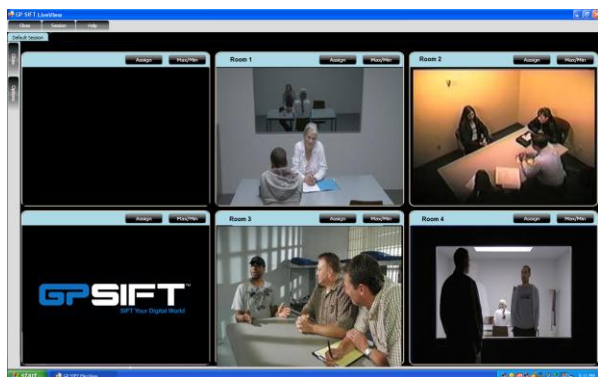 GP SIFT LiveView
Close Session Help
Default Session
Assign Max/Min
Room 1 Assign Max/Min
Room 2 Assign Max/Min
Assign Max/Min
Room 3 Assign Max/Min
Room 4 Assign Max/Min
GPSIFT™
SIFT Your Digital World
start